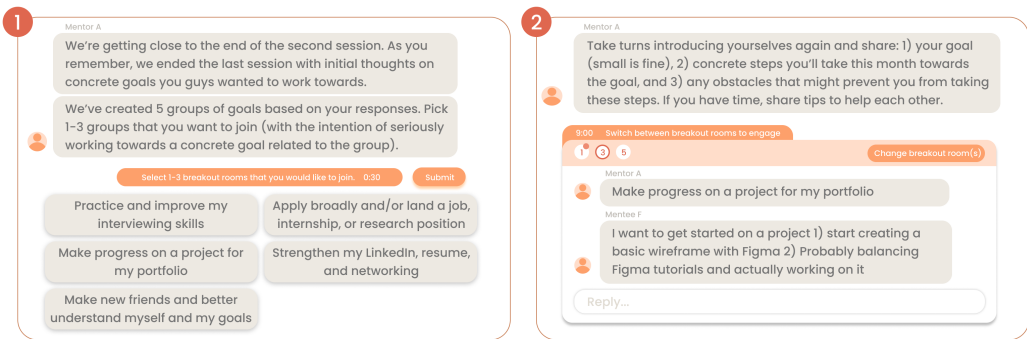 1
Mentor A
We're getting close to the end of the second session. As you
remember, we ended the last session with initial thoughts on
concrete goals you guys wanted to work towards.
We've created 5 groups of goals based on your responses. Pick
1-3 groups that you want to join (with the intention of seriously
working towards a concrete goal related to the group).
Select 1-3 breakout rooms that you would like to join. 0:30
Submit
Practice and improve my
interviewing skills
Apply broadly and/or land a job,
internship, or research position
Make progress on a project for
my portfolio
Strengthen my LinkedIn, resume,
and networking
Make new friends and better
understand myself and my goals
2
Mentor A
Take turns introducing yourselves again and share: 1) your goal
(small is fine), 2) concrete steps you'll take this month towards
the goal, and 3) any obstacles that might prevent you from taking
these steps. If you have time, share tips to help each other.
9:00 Switch between breakout rooms to engage
1 3 5
Change breakout room(s)
Mentor A
Make progress on a project for my portfolio
Mentee F
I want to get started on a project 1) start creating a
basic wireframe with Figma 2) Probably balancing
Figma tutorials and actually working on it
Reply...